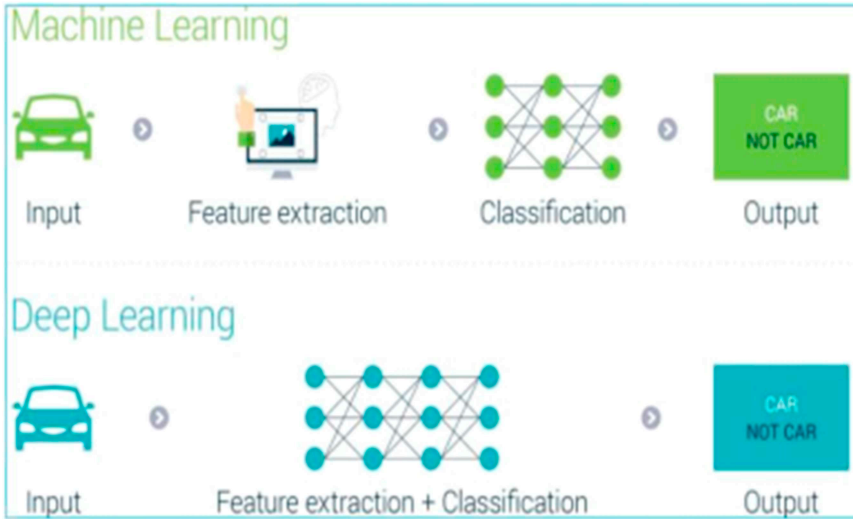 Machine Learning
CAR
NOT CAR
Input
Feature extraction
Classification
Output
Deep Learning
CAR
NOT CAR
Input
Feature extraction + Classification
Output